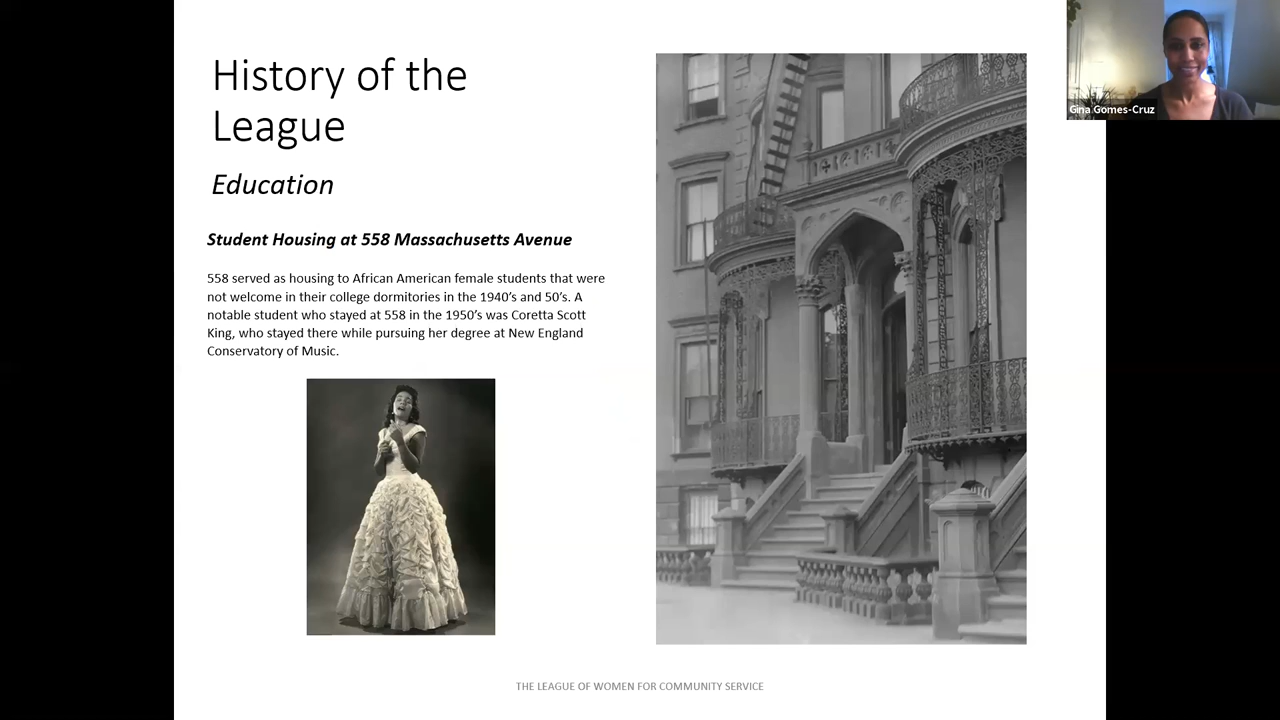 History of the
League
Education
Student Housing at 558 Massachusetts Avenue
558 served as housing to African American female students that were
not welcome in their college dormitories in the 1940’s and 50’s. A
notable student who stayed at 558 in the 1950’s was Coretta Scott
King, who stayed there while pursuing her degree at New England
Conservatory of Music.
THE LEAGUE OF WOMEN FOR COMMUNITY SERVICE
Gina Gomes-Cruz